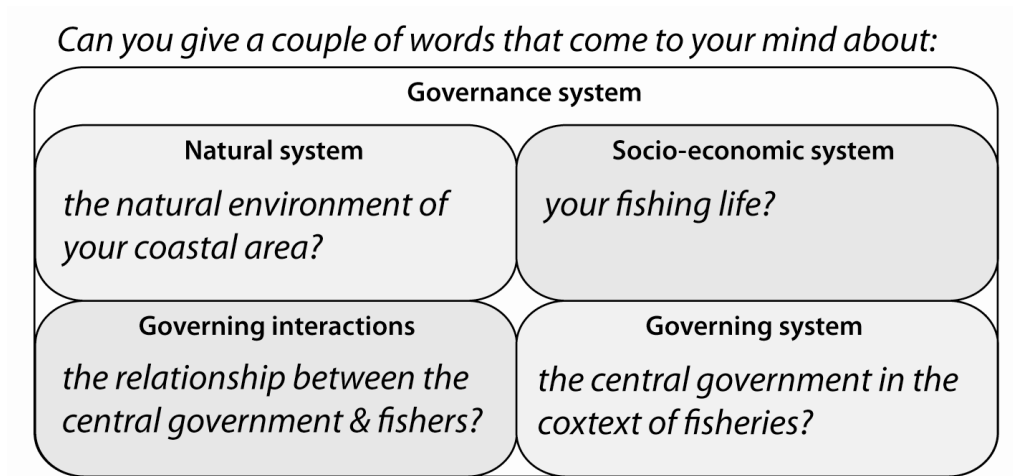 Can you give a couple of words that come to your mind about:
Governance system
Natural system
the natural environment of
your coastal area?
Socio-economic system
your fishing life?
Governing interactions
the relationship between the
central government & fishers?
Governing system
the central government in the
coxtext of fisheries?